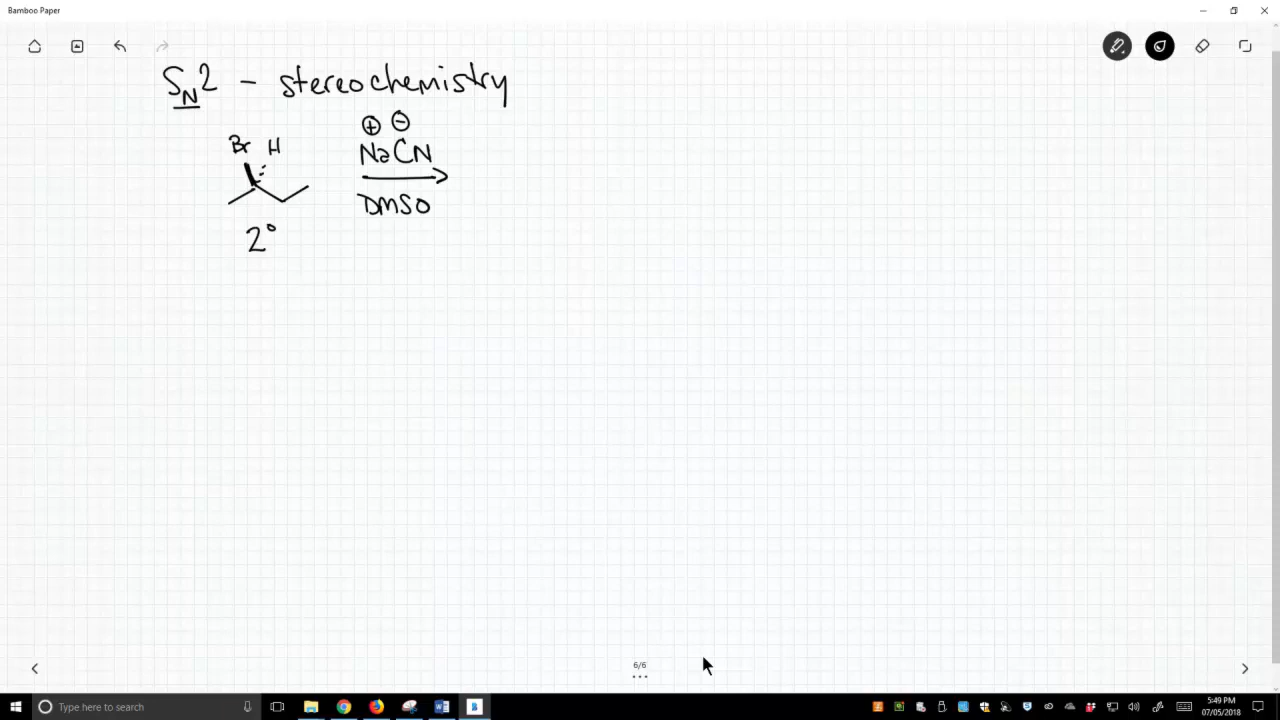 Bamboo Paper
SN2 - stereochemistry
Br H
⊕ ⊖
NaCN
DMSO
2°
6/6
Type here to search
5:49 PM
07/05/2018